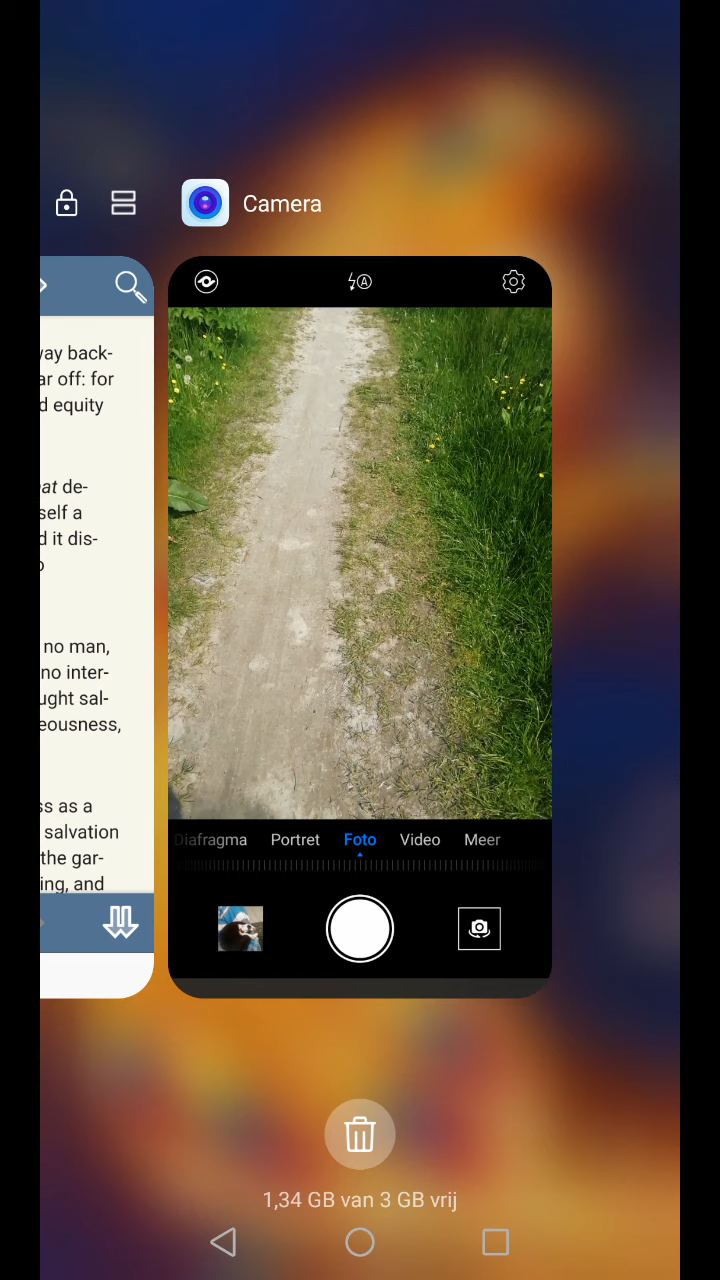 Camera
way back-
ar off: for
d equity
at de-
self a
d it dis-
o
no man,
no inter-
ught sal-
eousness,
ss as a
salvation
the gar-
ing, and
Diafragma Portret Foto Video Meer
1,34 GB van 3 GB vrij